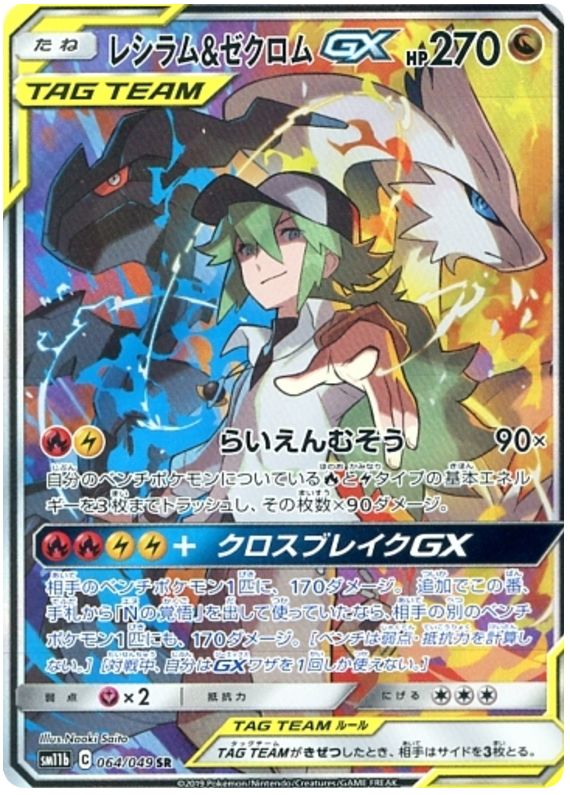 たね レシラム&ゼクロムGX HP270
TAG TEAM
らいえんむそう 90×
自分のベンチポケモンについている と タイプの基本エネル
ギーを3枚までトラッシュし、その枚数×90ダメージ。
+ クロスブレイクGX
相手のベンチポケモン1匹に、170ダメージ。追加でこの番、
手札から「Nの覚悟」を出して使っていたなら、相手の別のベンチ
ポケモン1匹にも、170ダメージ。[ベンチは弱点・抵抗力を計算し
ない。][対戦中、自分はGXワザを1回しか使えない。]
弱点 ×2 抵抗力 にげる
Illus. Naoki Saito
TAG TEAM ルール
TAG TEAMがきぜつしたとき、相手はサイドを3枚とる。
sm11b C 064/049 SR
©2019 Pokémon/Nintendo/Creatures/GAME FREAK